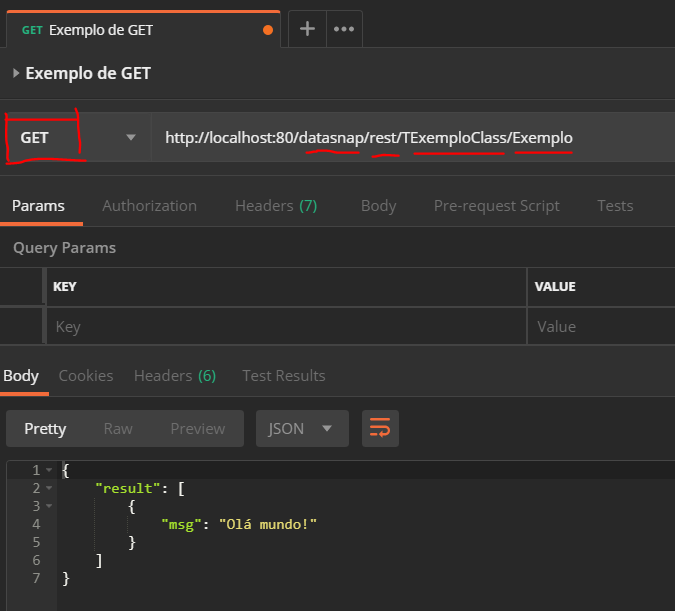 GET Exemplo de GET + •••
Exemplo de GET
GET http://localhost:80/datasnap/rest/TExemploClass/Exemplo
Params Authorization Headers (7) Body Pre-request Script Tests
Query Params
KEY VALUE
Key Value
Body Cookies Headers (6) Test Results
Pretty Raw Preview JSON
1 {
2 "result": [
3 {
4 "msg": "Olá mundo!"
5 }
6 ]
7 }